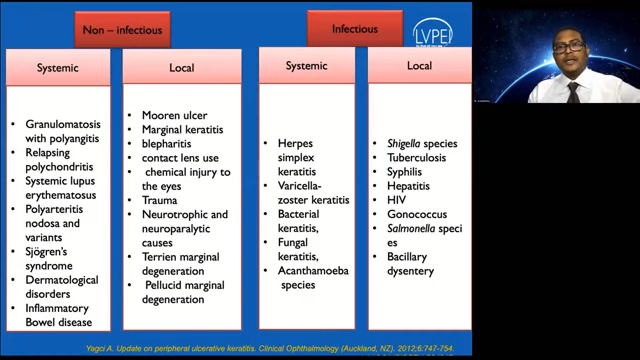 Non – infectious
Infectious
LVPEI
Systemic
Granulomatosis
with polyangitis
Relapsing
polychondritis
Systemic lupus
erythematosus
Polyarteritis
nodosa and
variants
Sjögren's
syndrome
Dermatological
disorders
Inflammatory
Bowel disease
Local
Mooren ulcer
Marginal keratitis
blepharitis
contact lens use
chemical injury to
the eyes
Trauma
Neurotrophic and
neuroparalytic
causes
Terrien marginal
degeneration
Pellucid marginal
degeneration
Systemic
Herpes
simplex
keratitis
Varicella-
zoster keratitis
Bacterial
keratitis,
Fungal
keratitis,
Acanthamoeba
species
Local
Shigella species
Tuberculosis
Syphilis
Hepatitis
HIV
Gonococcus
Salmonella speci
es
Bacillary
dysentery
Yagci A. Update on peripheral ulcerative keratitis. Clinical Ophthalmology (Auckland, NZ). 2012;6:747-754.